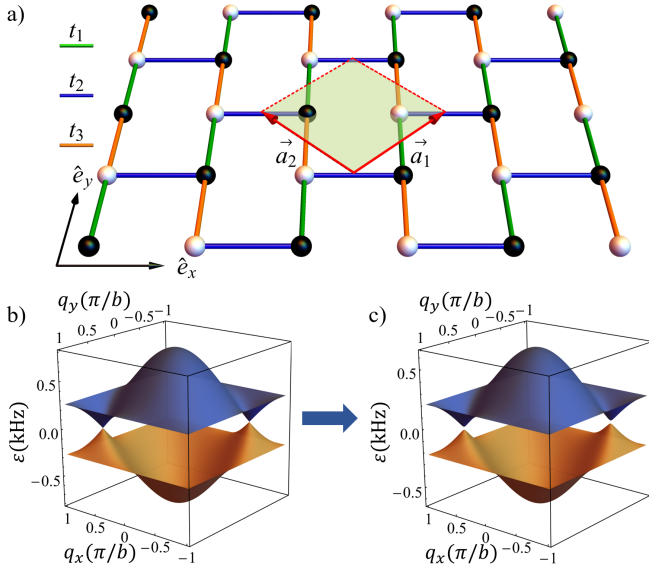 a)
t₁
t₂
t₃
a⃗₂ a⃗₁
ê_y
ê_x
b)
q_y(π/b)
1 0.5 0 -0.5 -1
ε(kHz)
0.5
0.0
−0.5
1 0.5 0 -0.5 -1
q_x(π/b)
c)
q_y(π/b)
1 0.5 0 -0.5 -1
ε(kHz)
0.5
0.0
−0.5
1 0.5 0 -0.5 -1
q_x(π/b)